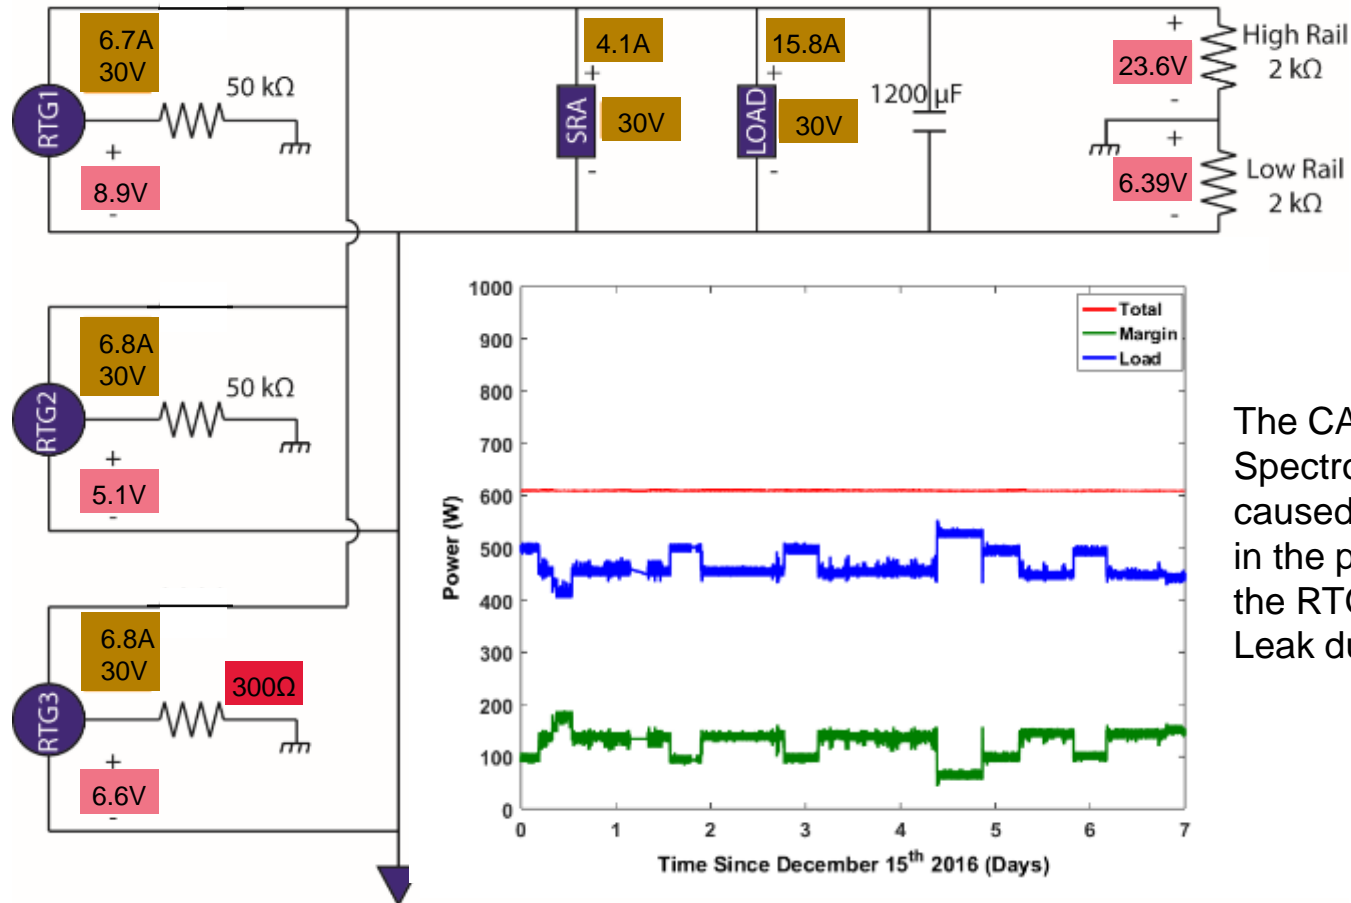 6.7A
30V
RTG1
50 kΩ
+
8.9V
-
4.1A
+
SRA
30V
-
15.8A
+
LOAD
30V
-
1200 µF
+
23.6V
-
High Rail
2 kΩ
+
6.39V
-
Low Rail
2 kΩ
6.8A
30V
RTG2
50 kΩ
+
5.1V
-
6.8A
30V
RTG3
300Ω
+
6.6V
-
1000
900
800
700
600
500
400
300
200
100
0
Power (W)
Total
Margin
Load
0 1 2 3 4 5 6 7
Time Since December 15th 2016 (Days)
The CA
Spectro
caused
in the p
the RTG
Leak du